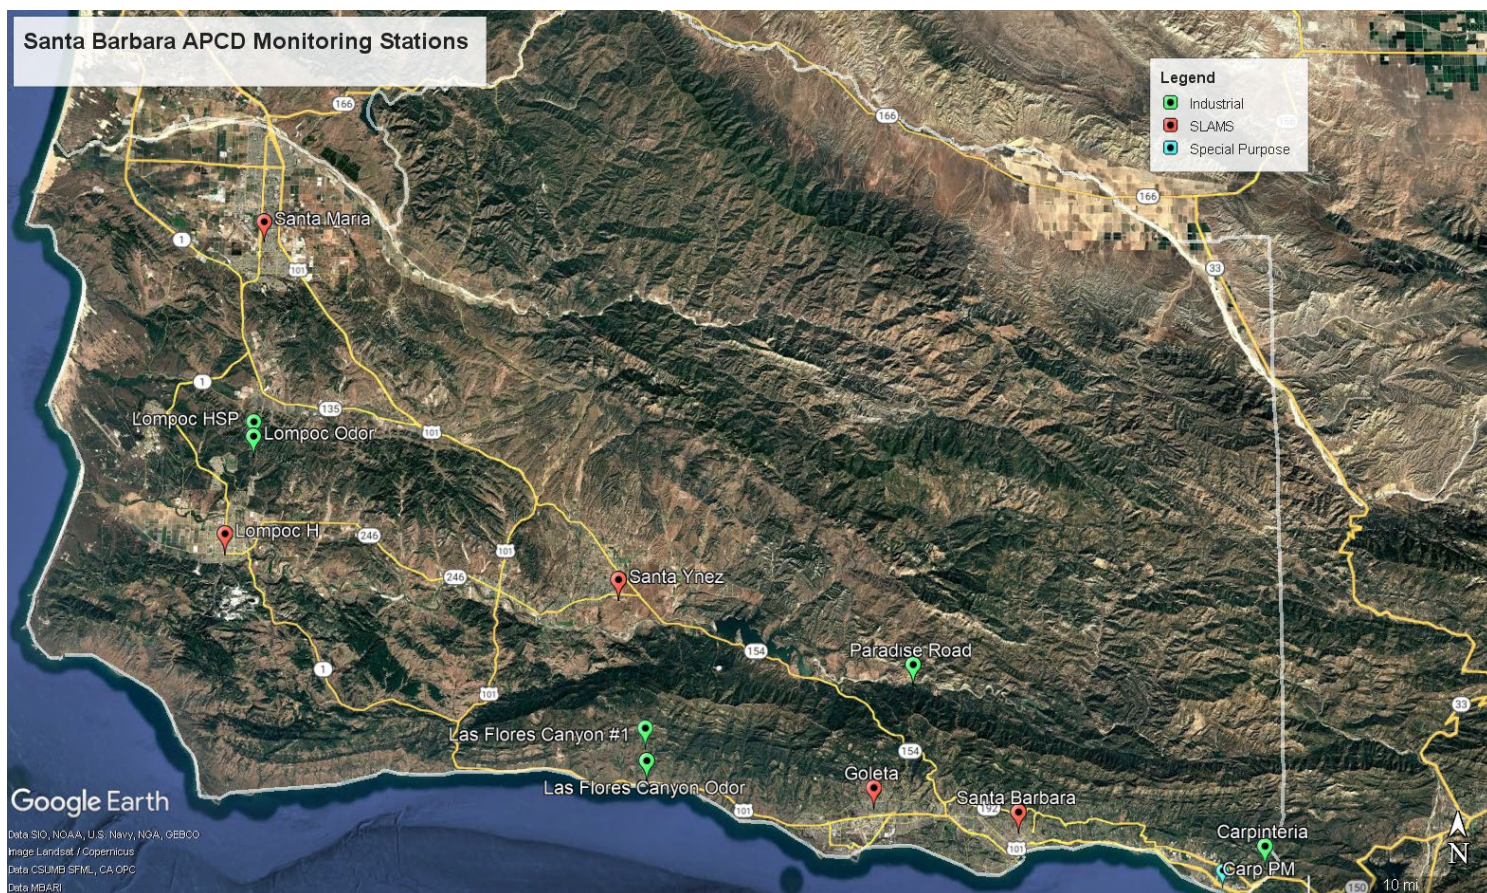 Santa Barbara APCD Monitoring Stations
Legend
Industrial
SLAMS
Special Purpose
166
166
166
Santa Maria
1
101
33
1
135
Lompoc HSP
Lompoc Odor
101
Lompoc H
246
101
246
Santa Ynez
154
Paradise Road
1
101
33
Las Flores Canyon #1
154
Las Flores Canyon Odor
Goleta
Santa Barbara
192
101
101
Carpinteria
Carp PM
Google Earth
Data SIO, NOAA, U.S. Navy, NGA, GEBCO
Image Landsat / Copernicus
Data CSUMB SFML, CA OPC
Data MBARI
N
150
10 mi